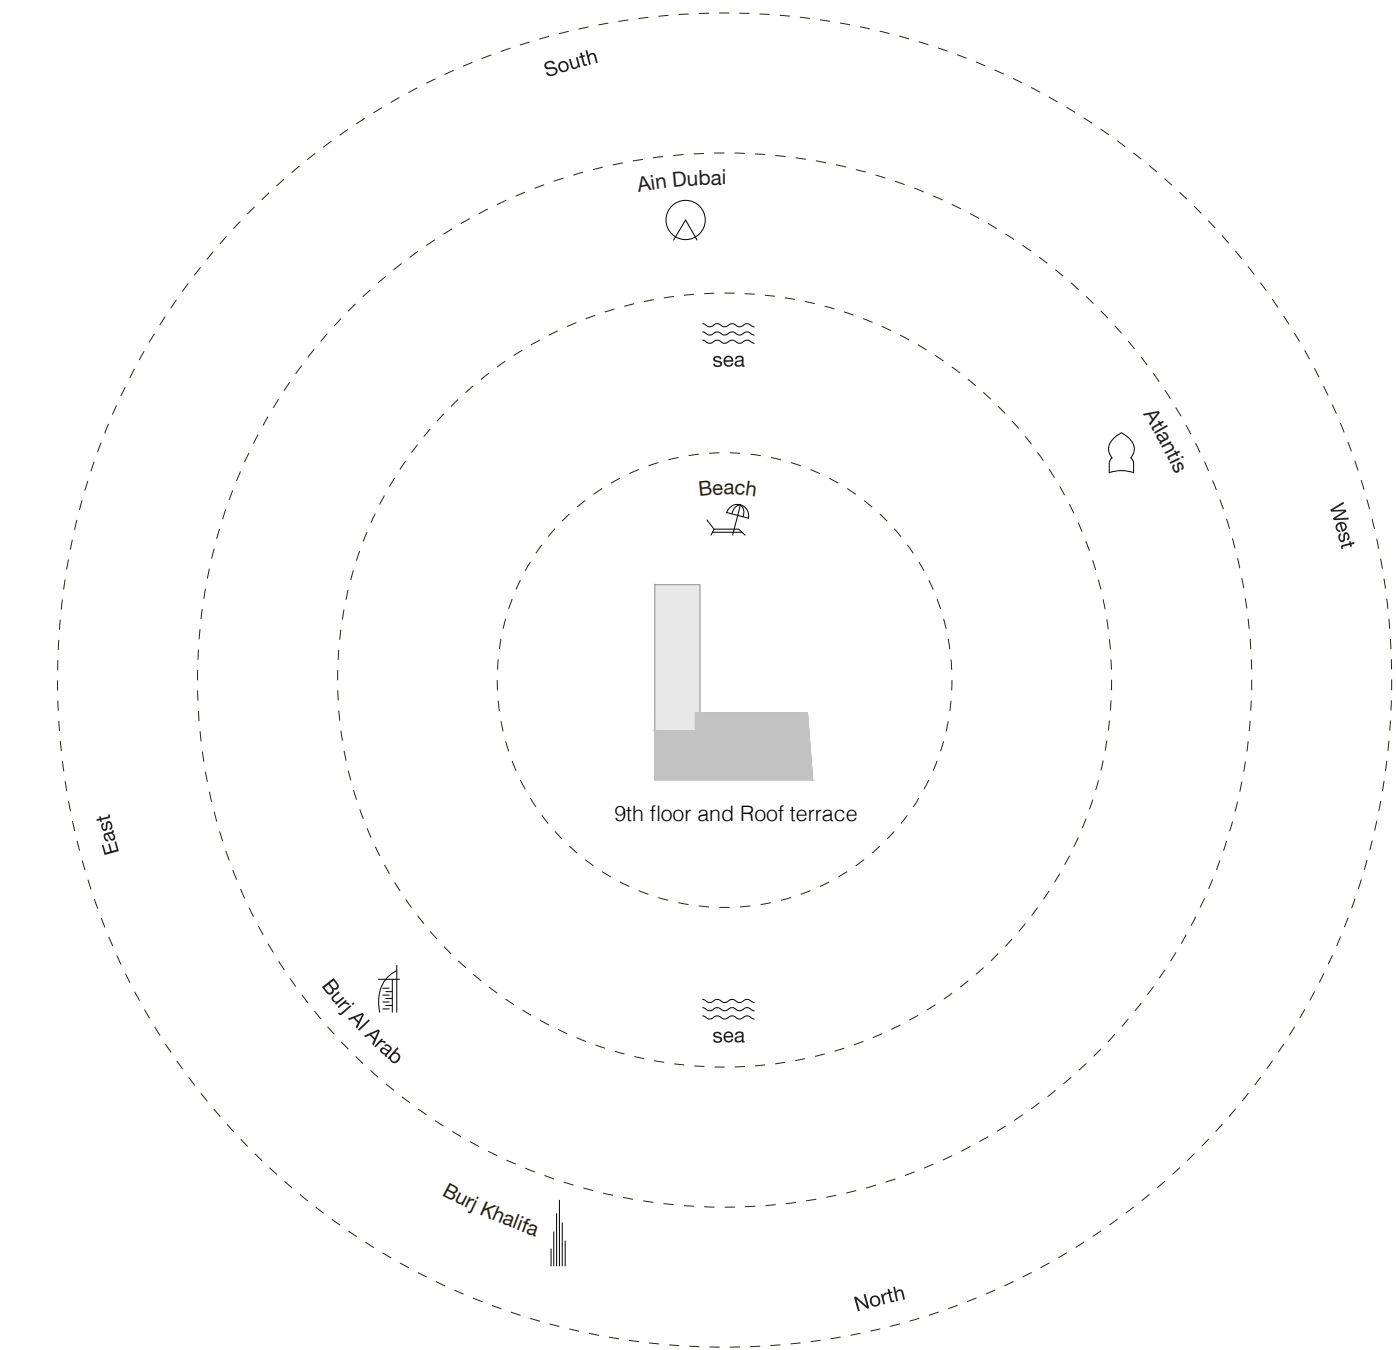 South
Ain Dubai
sea
Atlantis
Beach
West
9th floor and Roof terrace
East
Burj Al Arab
sea
Burj Khalifa
North